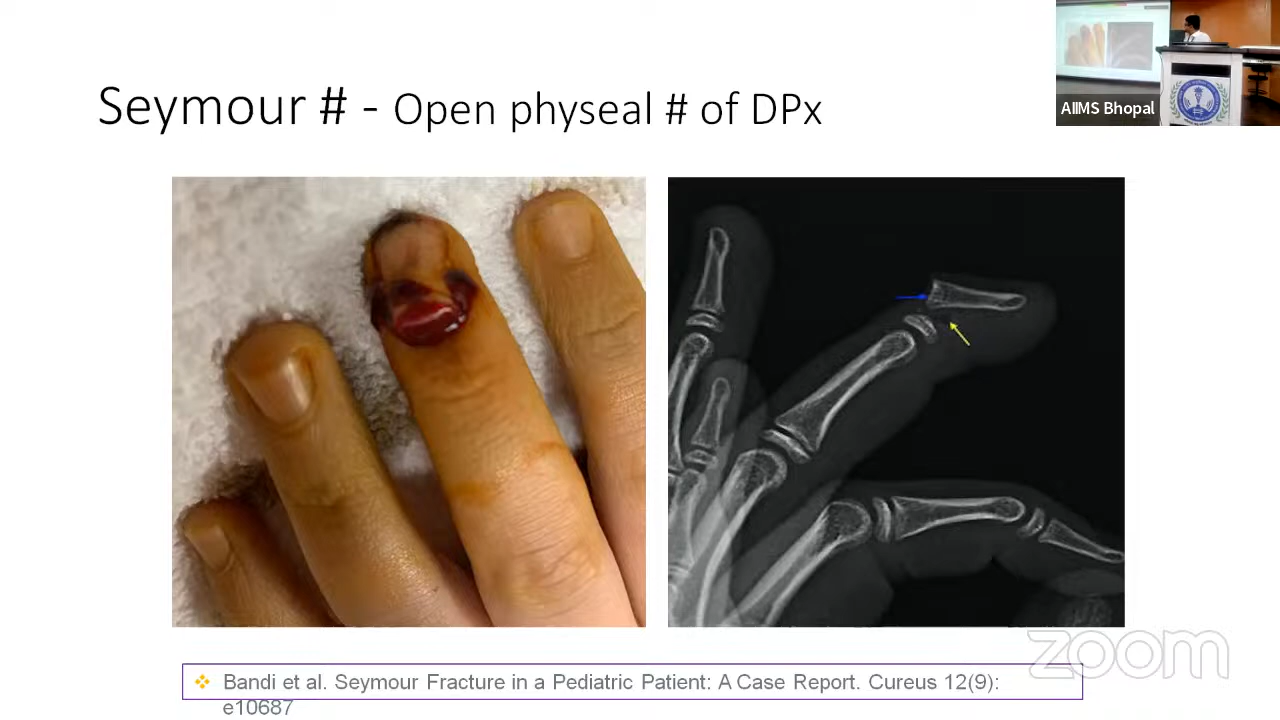 Seymour # - Open physeal # of DPx
AIIMS Bhopal
zoom
❖ Bandi et al. Seymour Fracture in a Pediatric Patient: A Case Report. Cureus 12(9):
e10687